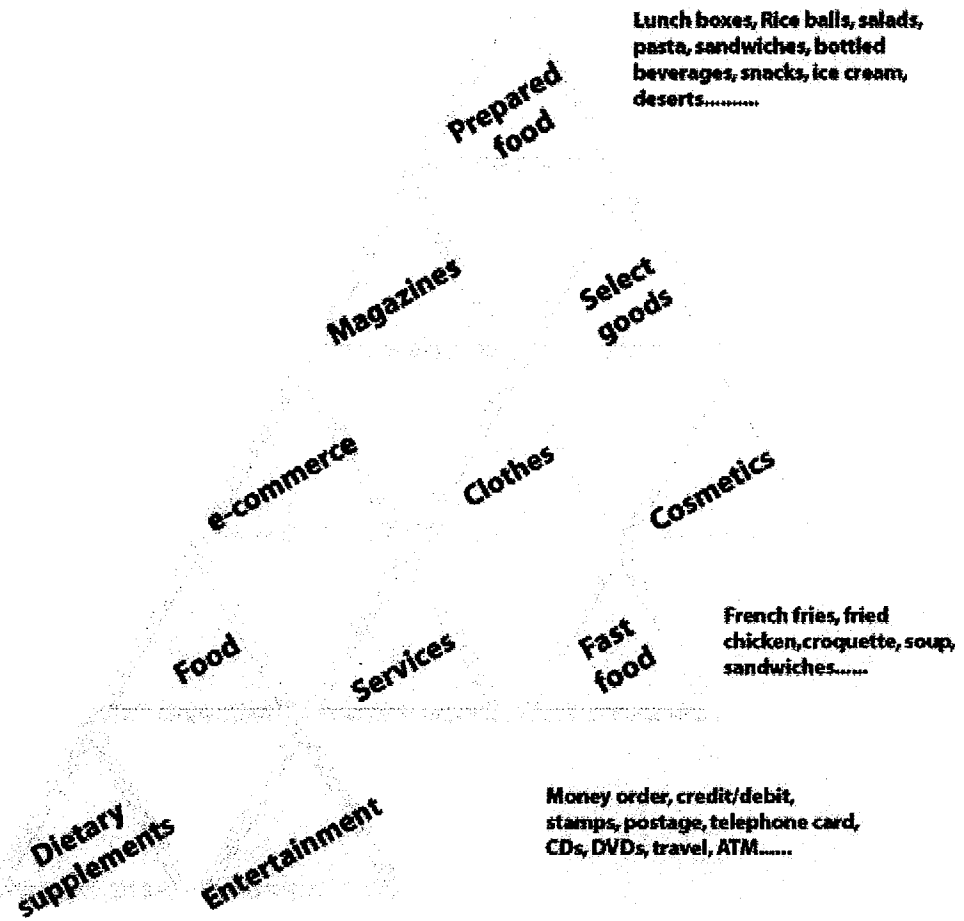 Lunch boxes, Rice balls, salads,
pasta, sandwiches, bottled
beverages, snacks, ice cream,
deserts...........
Prepared
food
Magazines
Select
goods
e-commerce
Clothes
Cosmetics
Food
Services
Fast
food
French fries, fried
chicken,croquette, soup,
sandwiches.......
Dietary
supplements
Entertainment
Money order, credit/debit,
stamps, postage, telephone card,
CDs, DVDs, travel, ATM.......